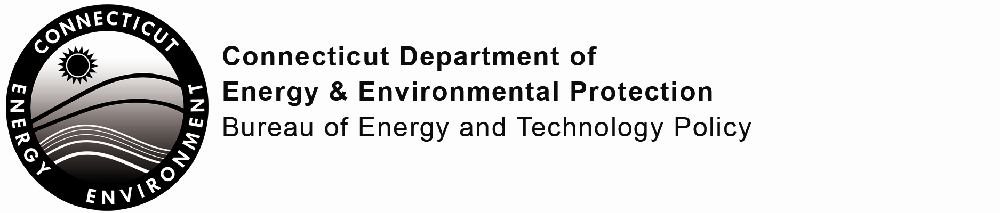 CONNECTICUT
ENERGY
ENVIRONMENT
Connecticut Department of
Energy & Environmental Protection
Bureau of Energy and Technology Policy